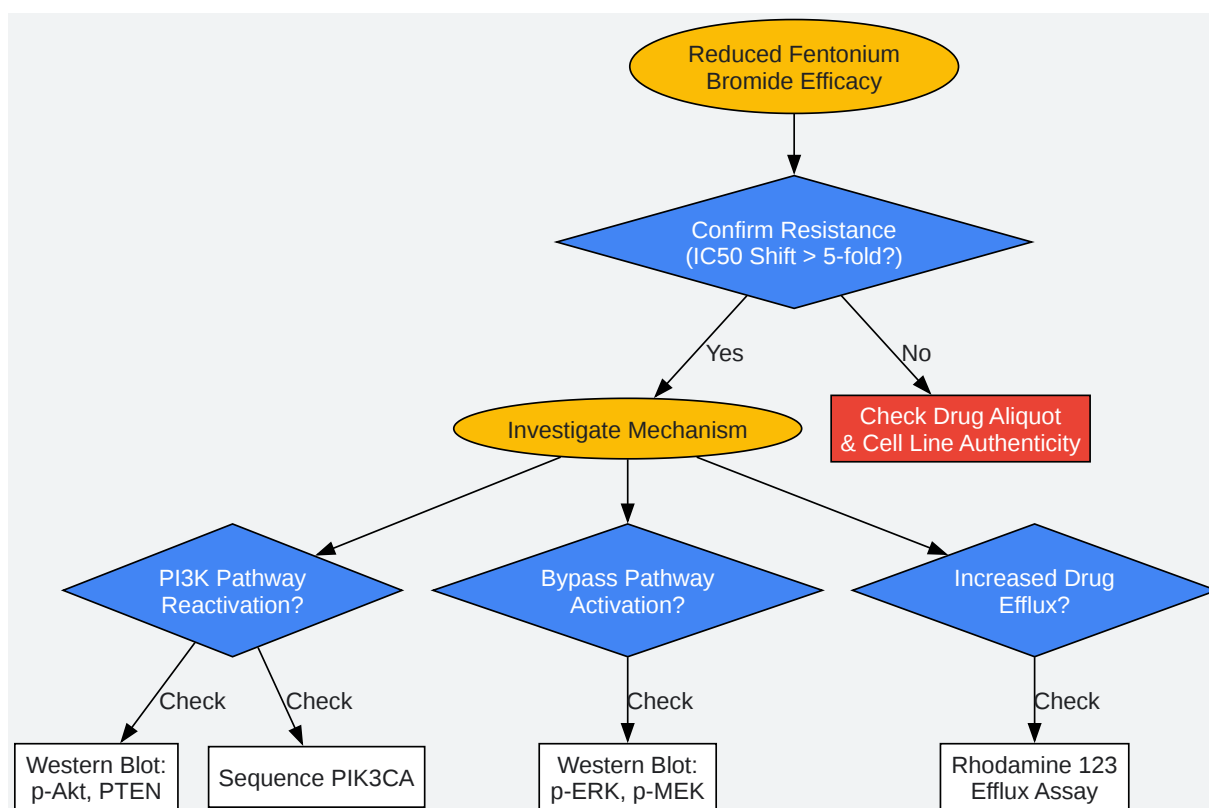 Reduced Fentonium
Bromide Efficacy
Confirm Resistance
(IC50 Shift > 5-fold?)
Yes
No
Investigate Mechanism
Check Drug Aliquot
& Cell Line Authenticity
PI3K Pathway
Reactivation?
Bypass Pathway
Activation?
Increased Drug
Efflux?
Check
Check
Check
Check
Western Blot:
p-Akt, PTEN
Sequence PIK3CA
Western Blot:
p-ERK, p-MEK
Rhodamine 123
Efflux Assay